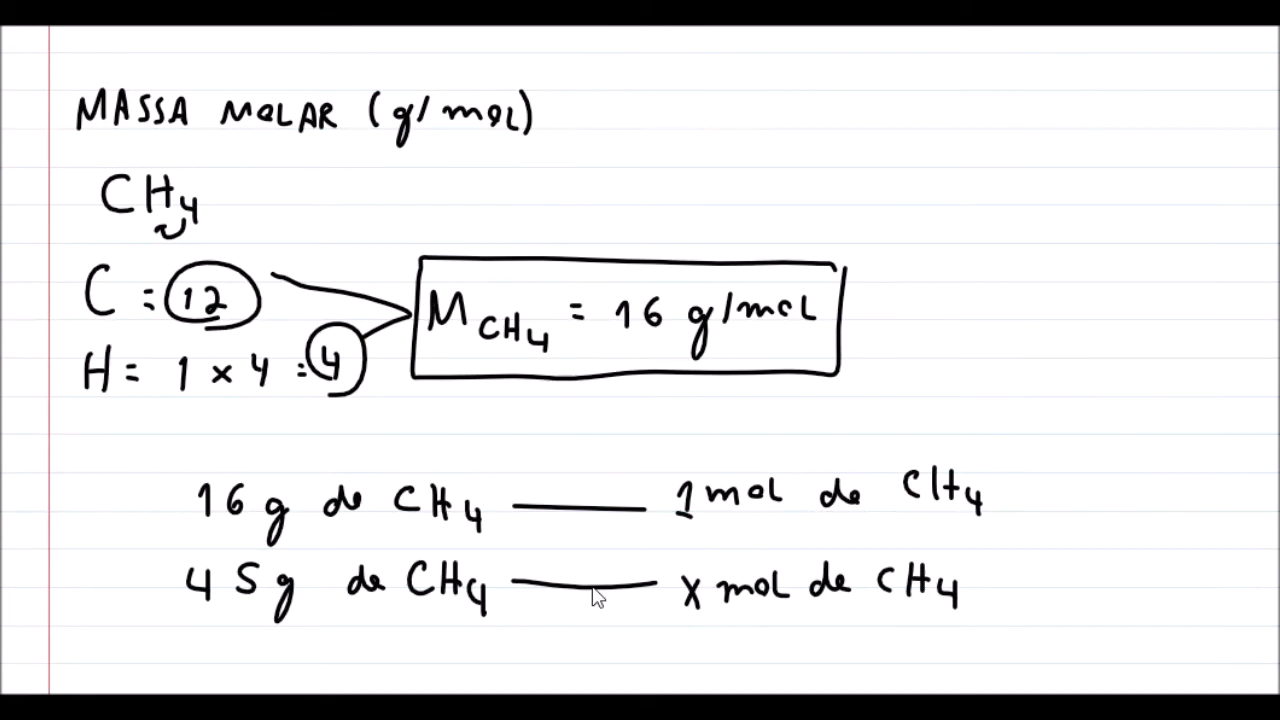 MASSA MOLAR (g/mol)
CH₄
C = 12
M CH₄ = 16 g/mol
H = 1 × 4 = 4
16 g de CH₄ —— 1 mol de CH₄
45 g de CH₄ —— x mol de CH₄